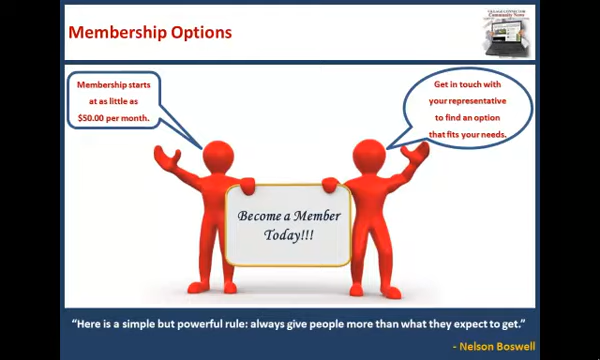 Membership Options
Community News
Membership starts
at as little as
$50.00 per month.
Get in touch with
your representative
to find an option
that fits your needs.
Become a Member
Today!!!
“Here is a simple but powerful rule: always give people more than what they expect to get.”
- Nelson Boswell